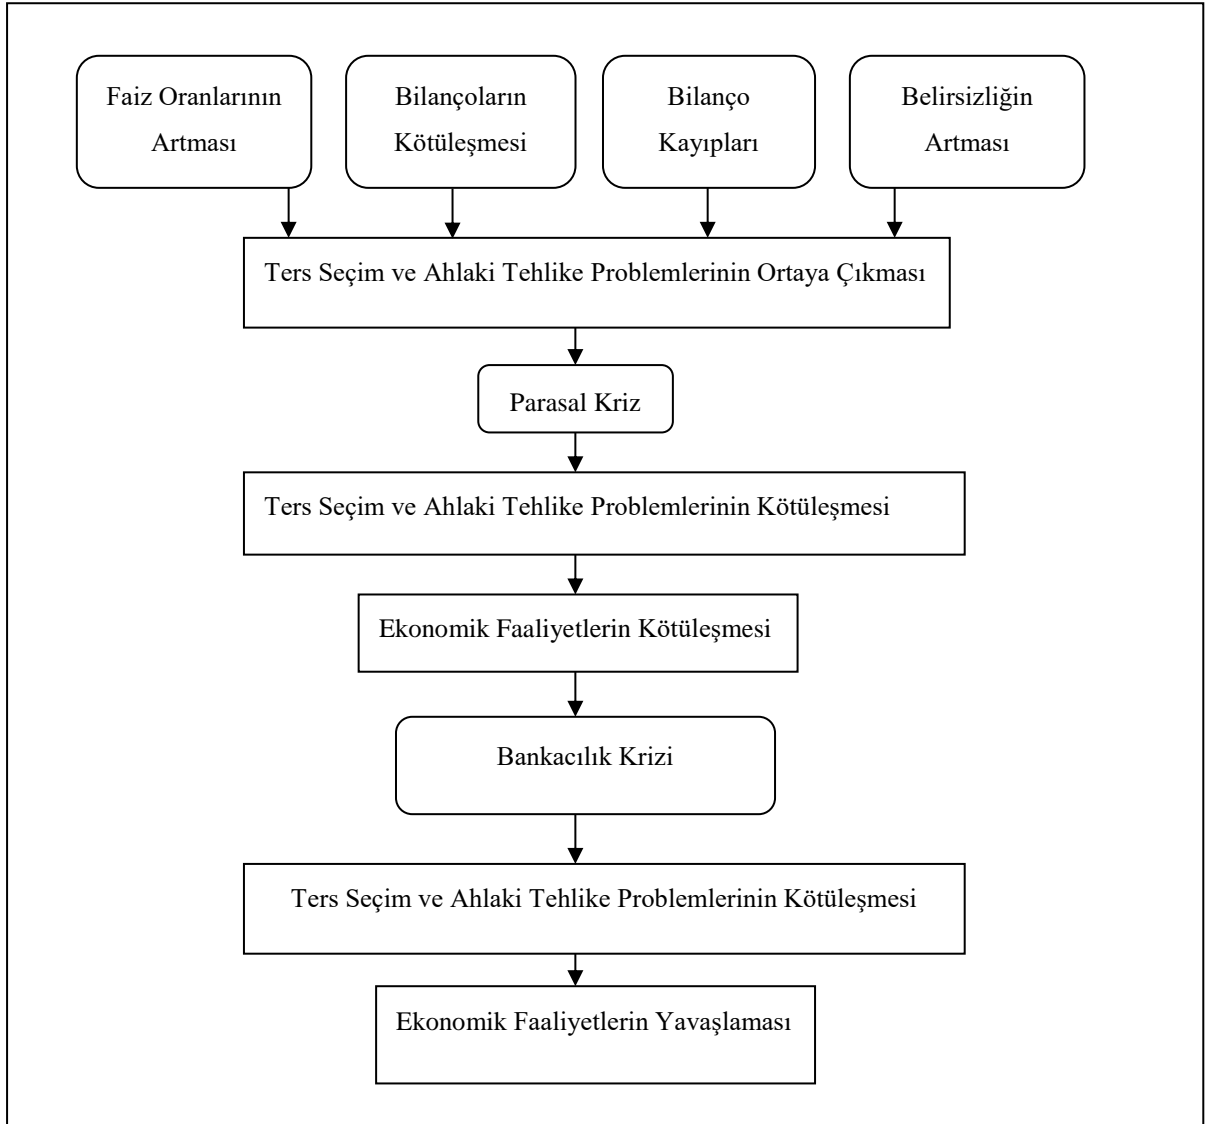 Faiz Oranlarının
Artması
Bilançoların
Kötüleşmesi
Bilanço
Kayıpları
Belirsizliğin
Artması
Ters Seçim ve Ahlaki Tehlike Problemlerinin Ortaya Çıkması
Parasal Kriz
Ters Seçim ve Ahlaki Tehlike Problemlerinin Kötüleşmesi
Ekonomik Faaliyetlerin Kötüleşmesi
Bankacılık Krizi
Ters Seçim ve Ahlaki Tehlike Problemlerinin Kötüleşmesi
Ekonomik Faaliyetlerin Yavaşlaması